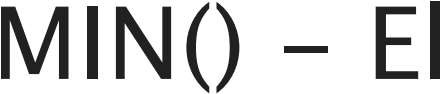 MIN() – El